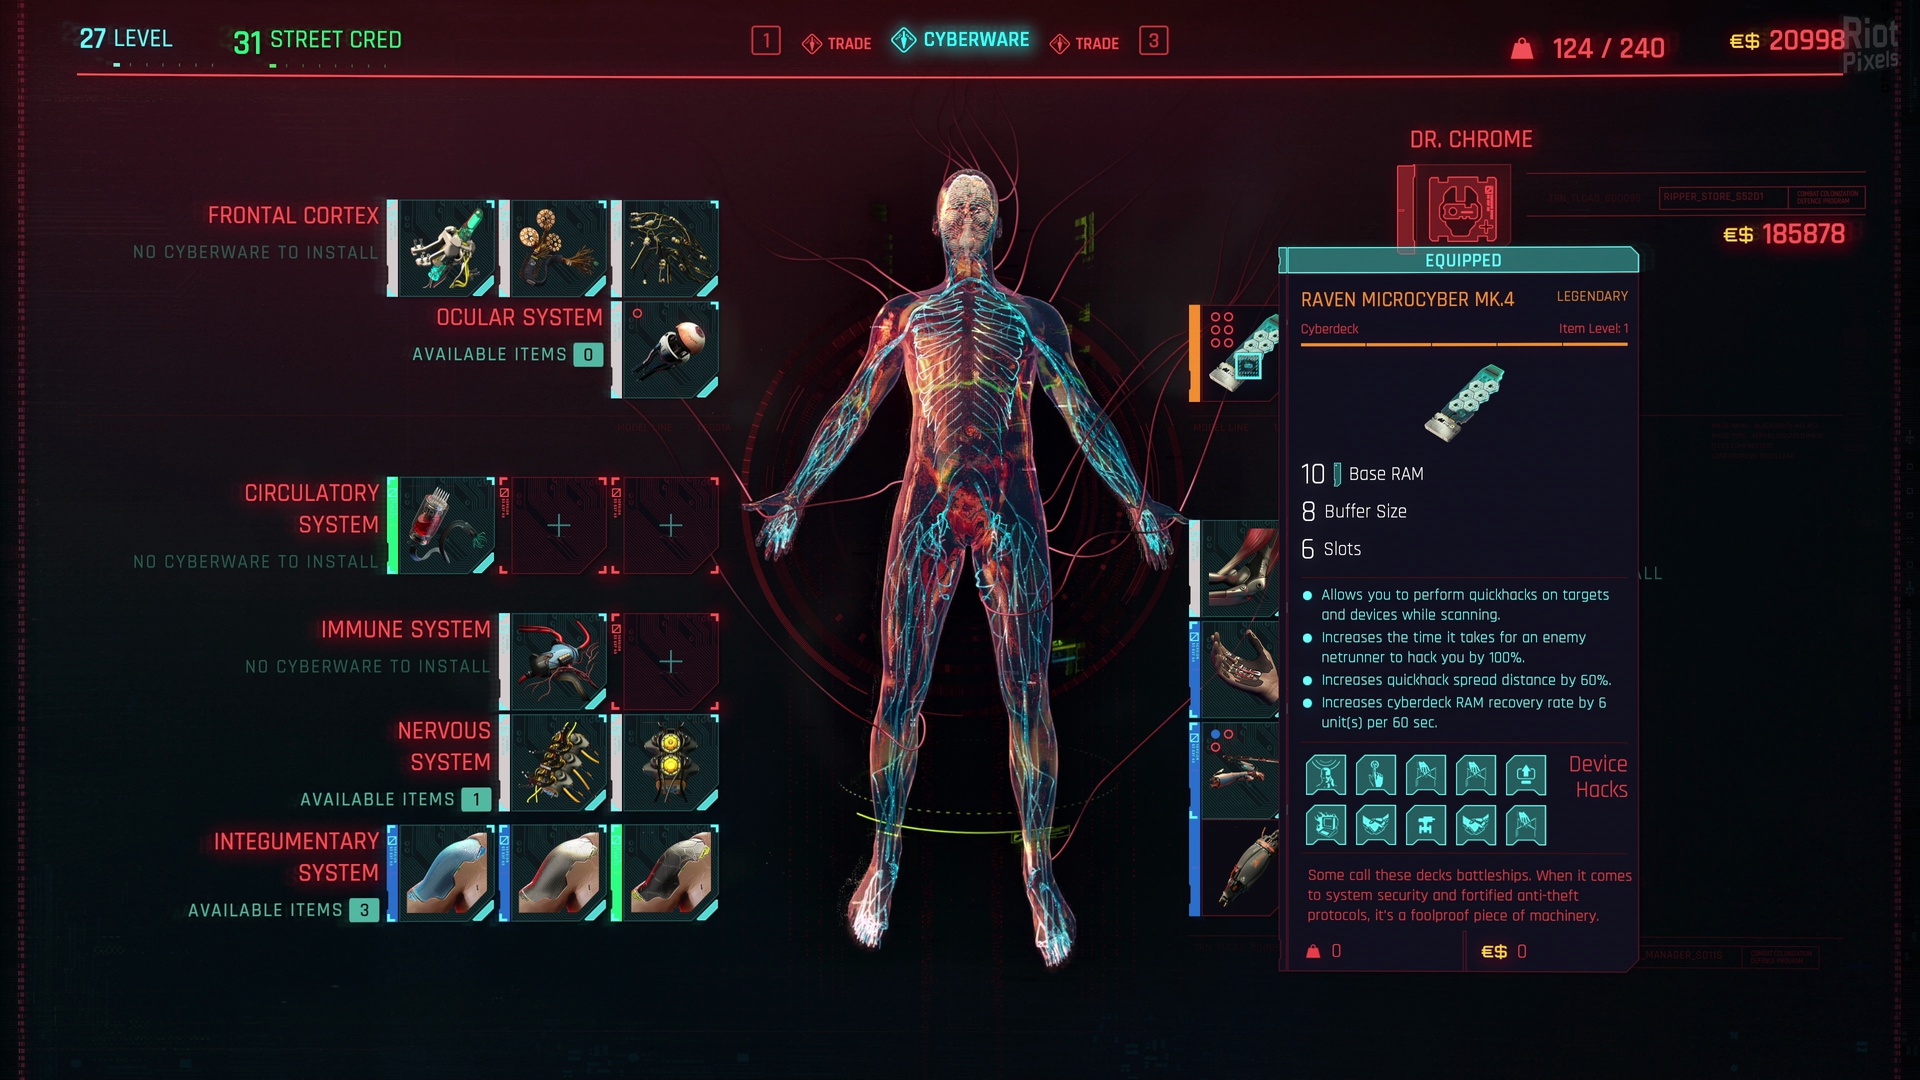 27 LEVEL
31 STREET CRED
1
TRADE
CYBERWARE
TRADE
3
124 / 240
€$ 20998
Riot
Pixels
DR. CHROME
RIPPER_STORE_S5201
COMBAT COLONIZATION
DEFENCE PROGRAM
€$ 185878
FRONTAL CORTEX
NO CYBERWARE TO INSTALL
OCULAR SYSTEM
AVAILABLE ITEMS 0
CIRCULATORY
SYSTEM
NO CYBERWARE TO INSTALL
IMMUNE SYSTEM
NO CYBERWARE TO INSTALL
NERVOUS
SYSTEM
AVAILABLE ITEMS 1
INTEGUMENTARY
SYSTEM
AVAILABLE ITEMS 3
EQUIPPED
RAVEN MICROCYBER MK.4
LEGENDARY
Cyberdeck
Item Level: 1
10 Base RAM
8 Buffer Size
6 Slots
Allows you to perform quickhacks on targets
and devices while scanning.
Increases the time it takes for an enemy
netrunner to hack you by 100%.
Increases quickhack spread distance by 60%.
Increases cyberdeck RAM recovery rate by 6
unit(s) per 60 sec.
Device
Hacks
Some call these decks battleships. When it comes
to system security and fortified anti-theft
protocols, it's a foolproof piece of machinery.
0
€$ 0